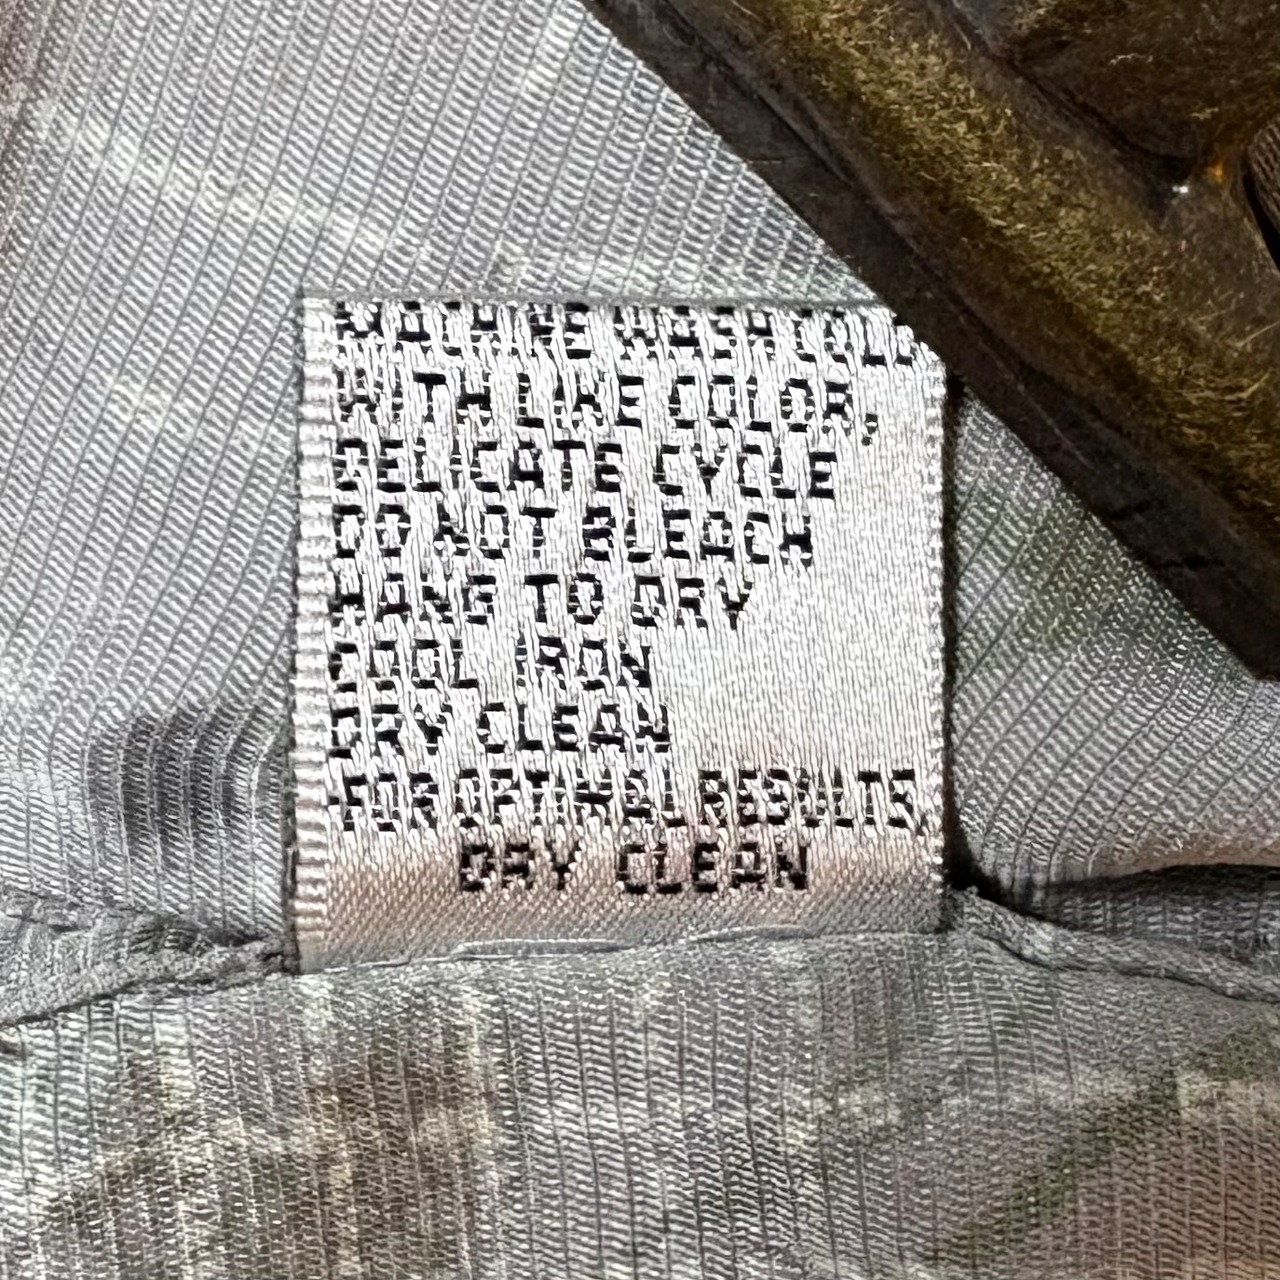 MACHINE WASH COLD
WITH LIKE COLOR,
DELICATE CYCLE
DO NOT BLEACH
HANG TO DRY
COOL IRON
DRY CLEAN
-FOR OPTIMAL RESULTS,
DRY CLEAN